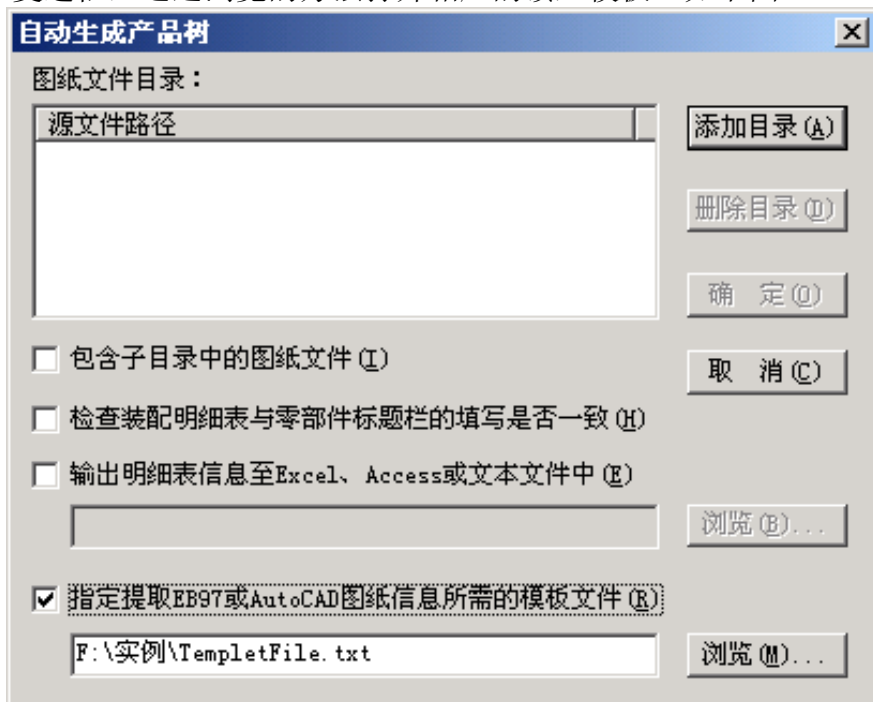 自动生成产品树
图纸文件目录：
源文件路径
添加目录(A)
删除目录(D)
确 定(O)
包含子目录中的图纸文件(I)
取 消(C)
检查装配明细表与零部件标题栏的填写是否一致(H)
输出明细表信息至Excel、Access或文本文件中(E)
浏览(B)...
指定提取EB97或AutoCAD图纸信息所需的模板文件(R)
F:\实例\TempletFile.txt
浏览(M)...